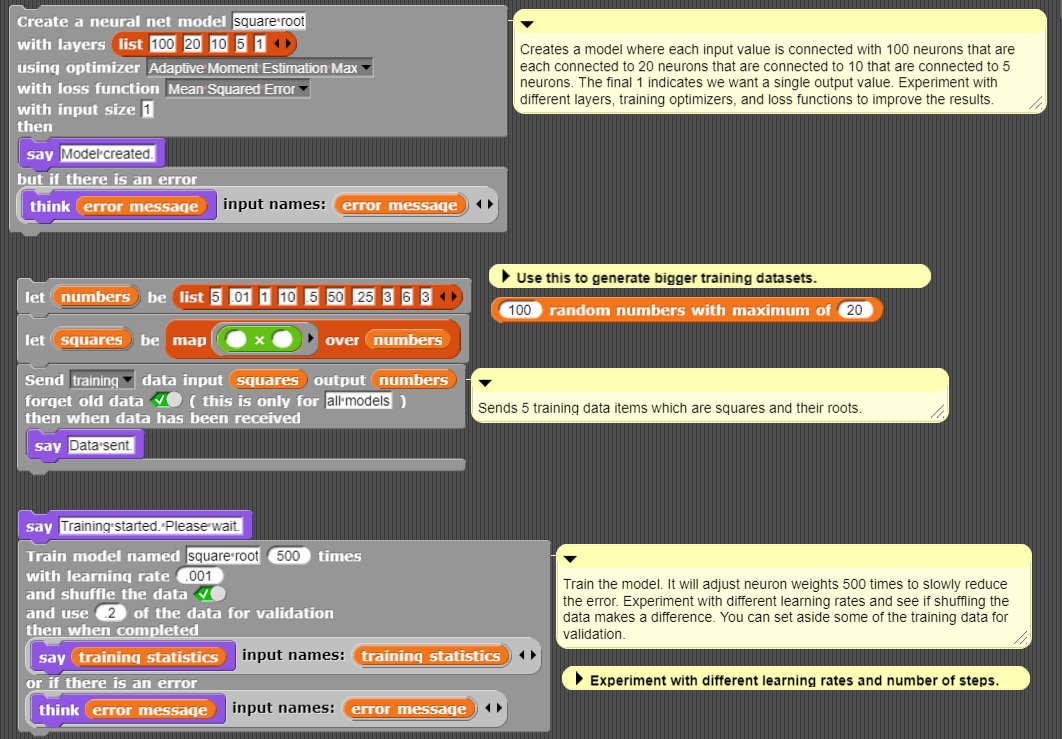 Create a neural net model square root
with layers list 100 20 10 5 1
using optimizer Adaptive Moment Estimation Max
with loss function Mean Squared Error
with input size 1
then
say Model created.
but if there is an error
think error message input names: error message
Creates a model where each input value is connected with 100 neurons that are
each connected to 20 neurons that are connected to 10 that are connected to 5
neurons. The final 1 indicates we want a single output value. Experiment with
different layers, training optimizers, and loss functions to improve the results.
let numbers be list 5 .01 1 10 .5 50 .25 3 6 3
let squares be map × over numbers
Send training data input squares output numbers
forget old data ( this is only for all models )
then when data has been received
say Data sent.
Use this to generate bigger training datasets.
100 random numbers with maximum of 20
Sends 5 training data items which are squares and their roots.
say Training started. Please wait.
Train model named square root 500 times
with learning rate .001
and shuffle the data
and use .2 of the data for validation
then when completed
say training statistics input names: training statistics
or if there is an error
think error message input names: error message
Train the model. It will adjust neuron weights 500 times to slowly reduce
the error. Experiment with different learning rates and see if shuffling the
data makes a difference. You can set aside some of the training data for
validation.
Experiment with different learning rates and number of steps.